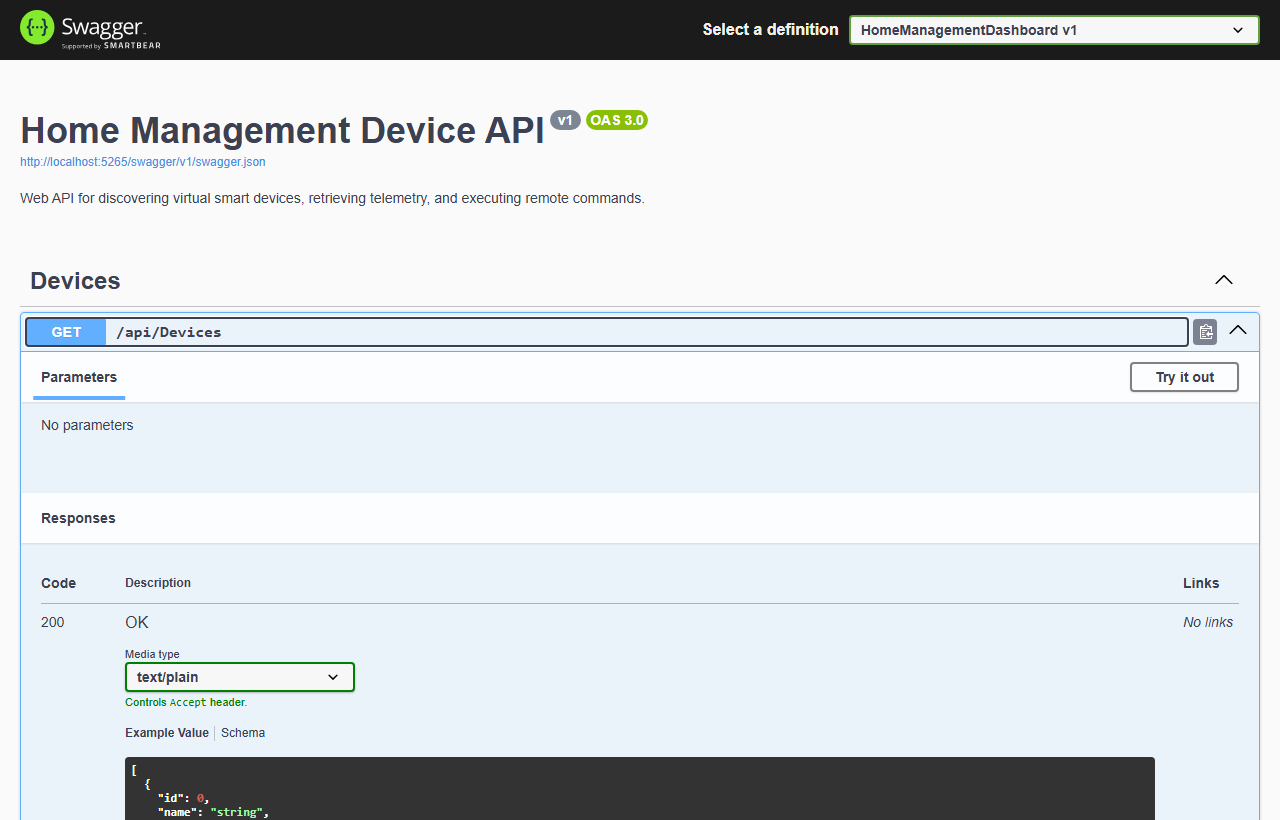 Swagger
Supported by SMARTBEAR
Select a definition
HomeManagementDashboard v1
Home Management Device API v1 OAS 3.0
http://localhost:5265/swagger/v1/swagger.json
Web API for discovering virtual smart devices, retrieving telemetry, and executing remote commands.
Devices
GET /api/Devices
Parameters
Try it out
No parameters
Responses
Code Description Links
200 OK No links
Media type
text/plain
Controls Accept header.
Example Value Schema
[
{
"id": 0,
"name": "string",